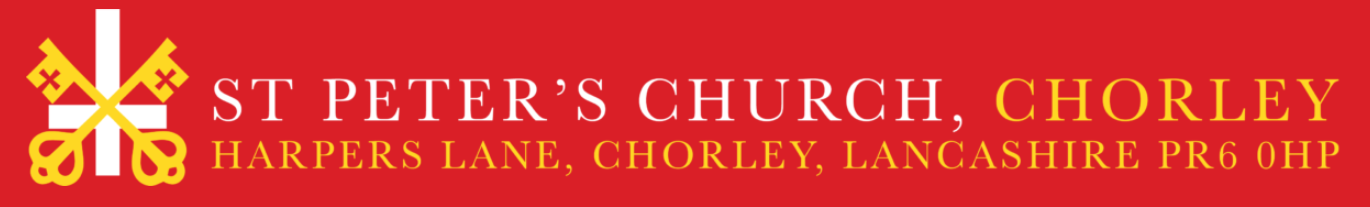 ST PETER’S CHURCH, CHORLEY
HARPERS LANE, CHORLEY, LANCASHIRE PR6 0HP